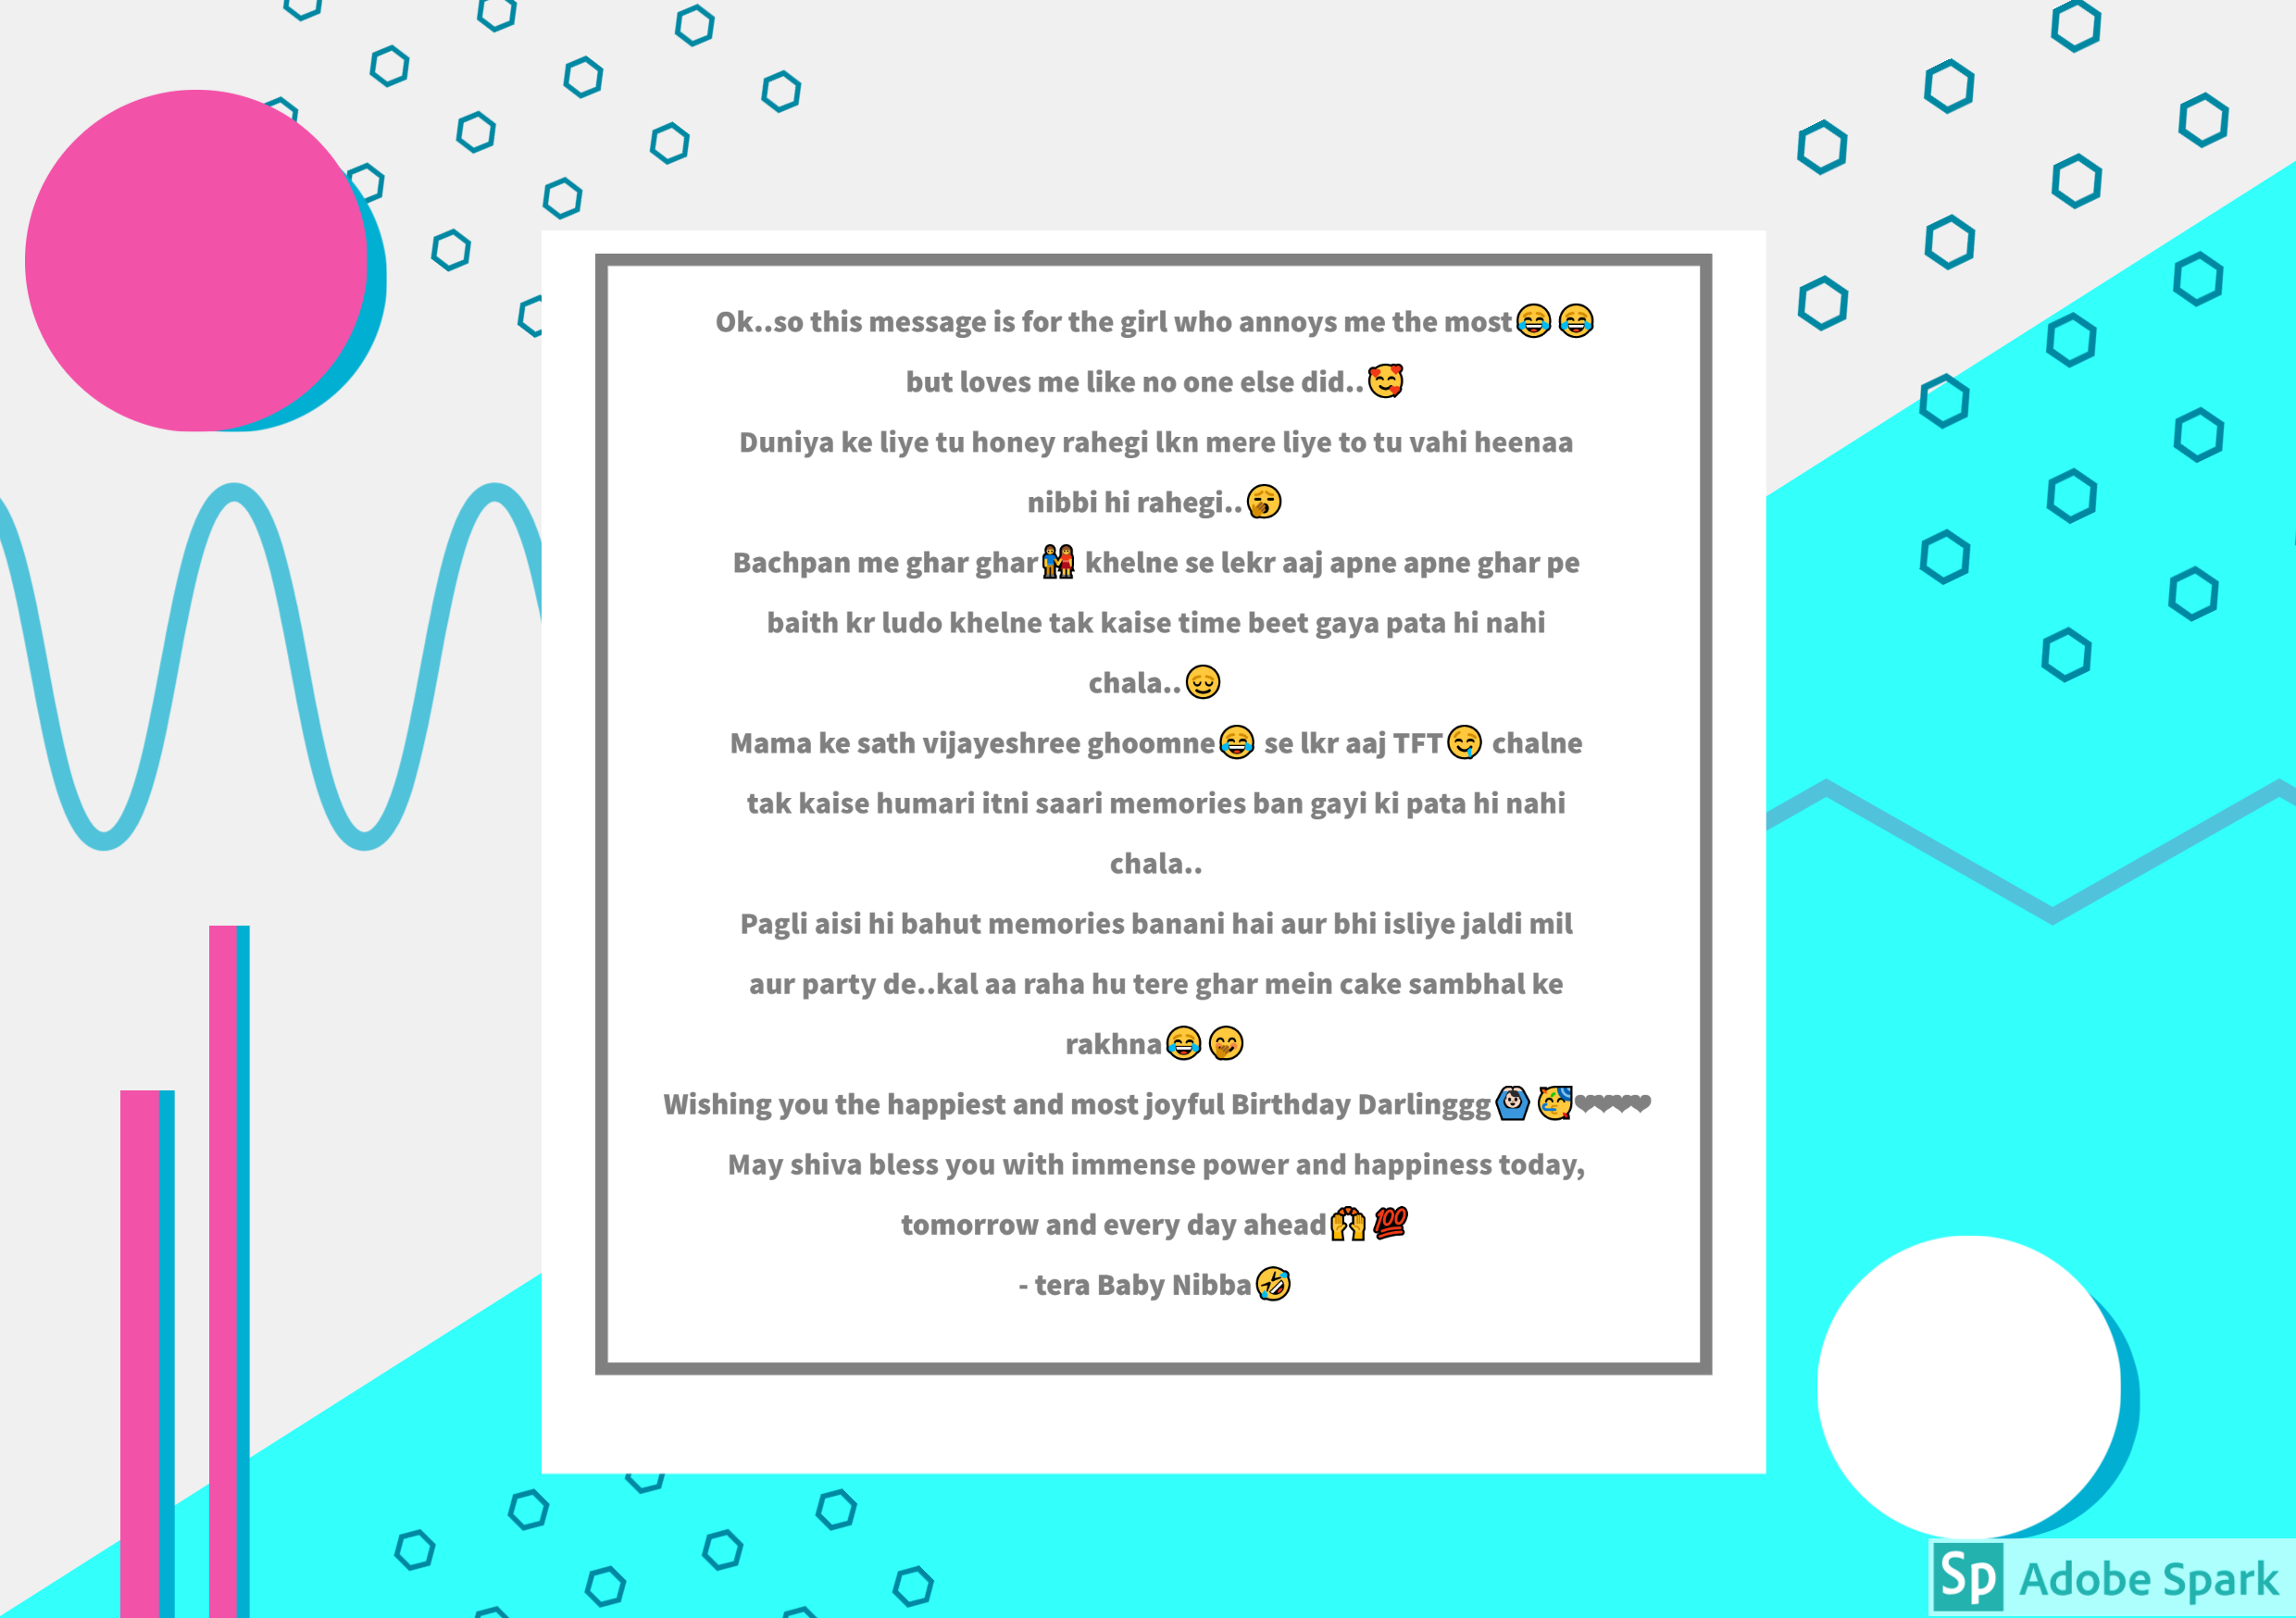 Ok..so this message is for the girl who annoys me the most😂😂
but loves me like no one else did..🥰
Duniya ke liye tu honey rahegi lkn mere liye to tu vahi heenaa
nibbi hi rahegi..🥱
Bachpan me ghar ghar👫 khelne se lekr aaj apne apne ghar pe
baith kr ludo khelne tak kaise time beet gaya pata hi nahi
chala..😌
Mama ke sath vijayeshree ghoomne😂 se lkr aaj TFT🤤 chalne
tak kaise humari itni saari memories ban gayi ki pata hi nahi
chala..
Pagli aisi hi bahut memories banani hai aur bhi isliye jaldi mil
aur party de..kal aa raha hu tere ghar mein cake sambhal ke
rakhna😂🤭
Wishing you the happiest and most joyful Birthday Darlinggg🙆🏻‍♂️🥳❤❤❤❤
May shiva bless you with immense power and happiness today,
tomorrow and every day ahead🙌💯
- tera Baby Nibba🤣
Sp Adobe Spark